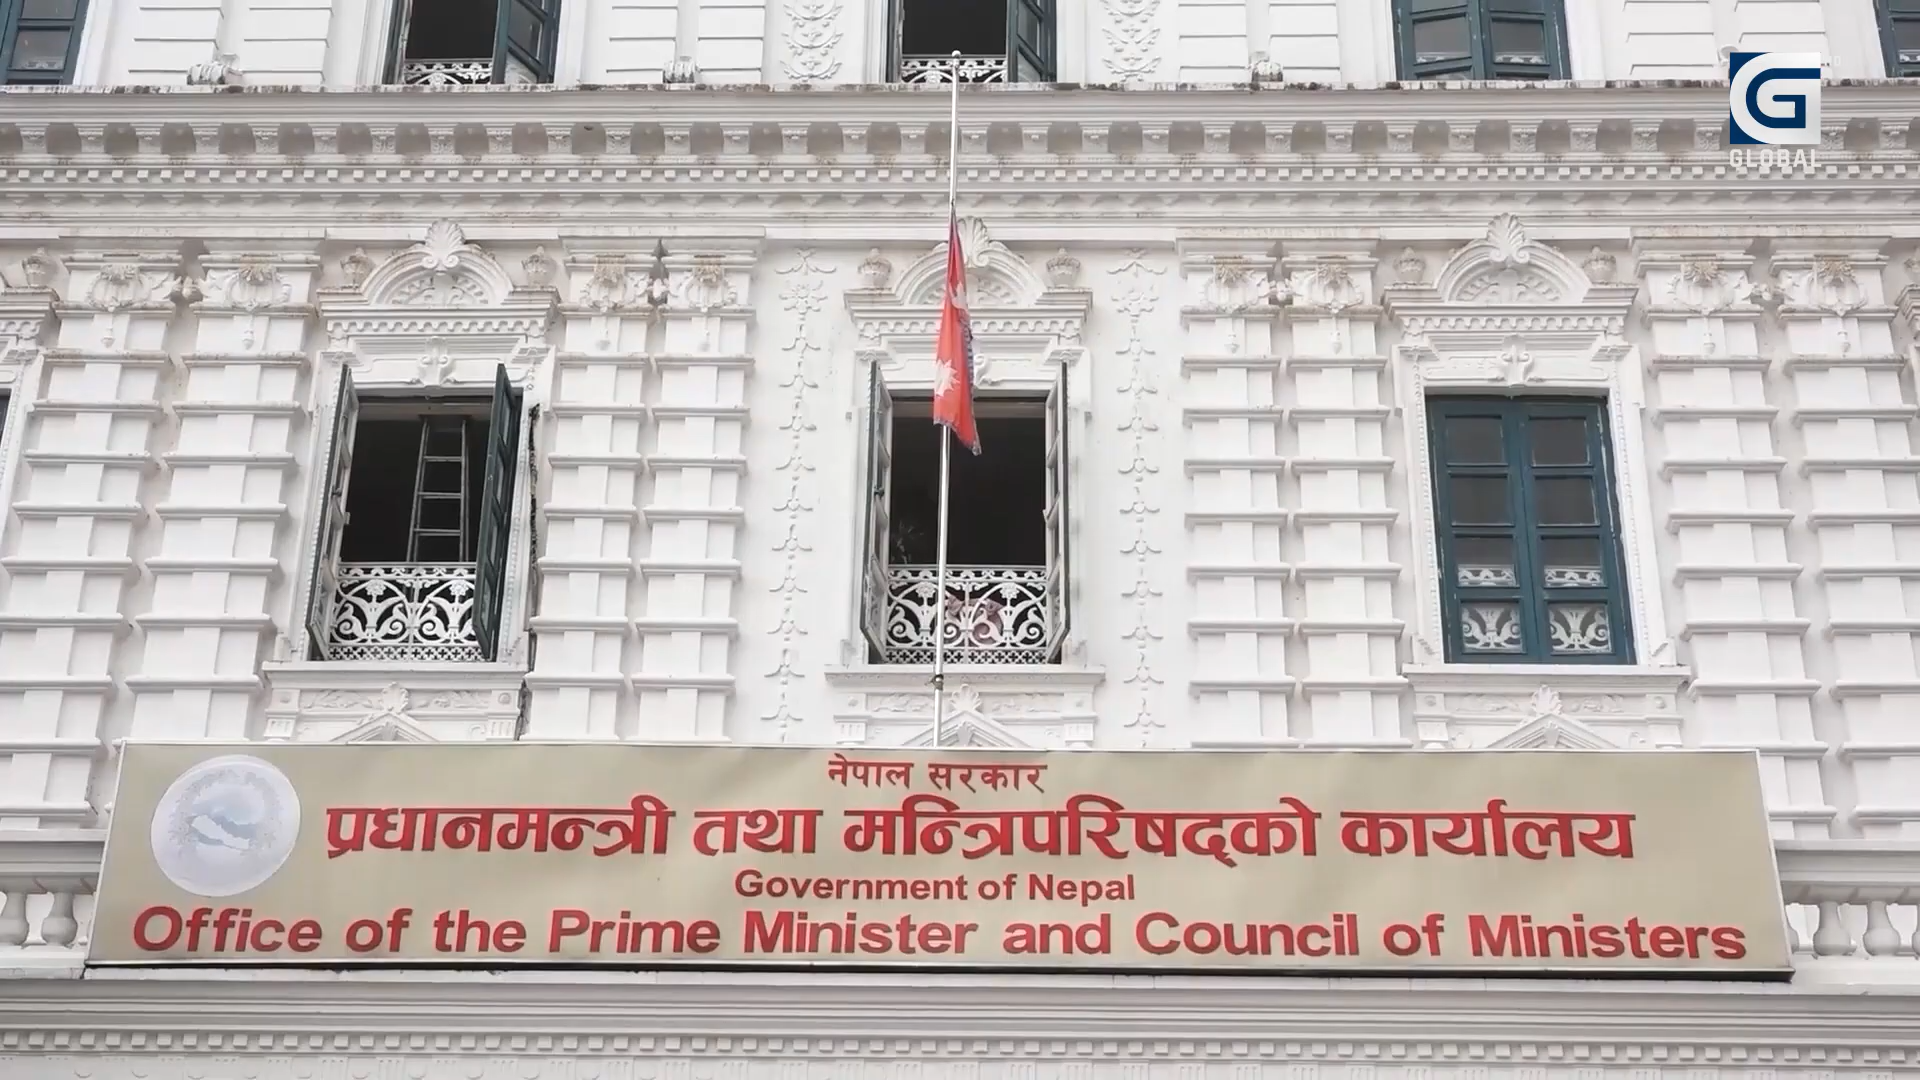 G
GLOBAL
नेपाल सरकार
प्रधानमन्त्री तथा मन्त्रिपरिषद्को कार्यालय
Government of Nepal
Office of the Prime Minister and Council of Ministers